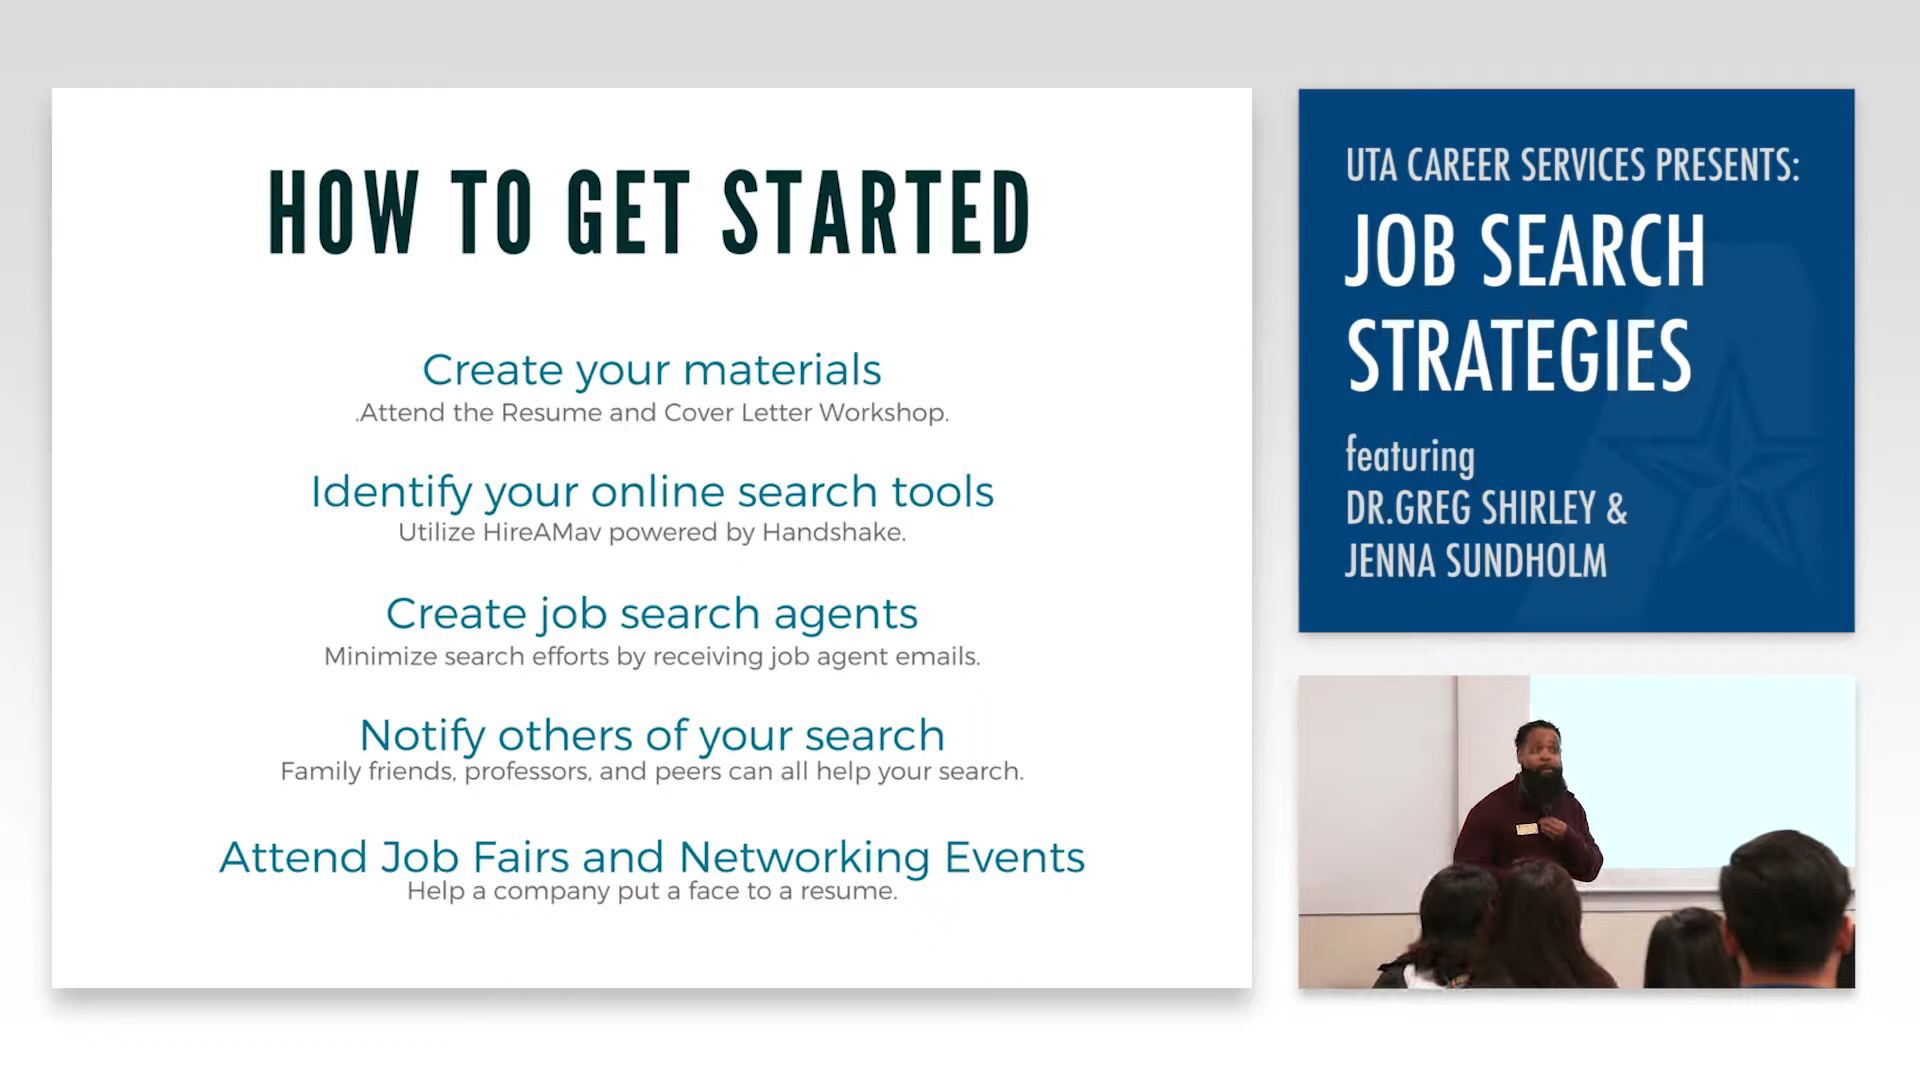 HOW TO GET STARTED
Create your materials
.Attend the Resume and Cover Letter Workshop.
Identify your online search tools
Utilize HireAMav powered by Handshake.
Create job search agents
Minimize search efforts by receiving job agent emails.
Notify others of your search
Family friends, professors, and peers can all help your search.
Attend Job Fairs and Networking Events
Help a company put a face to a resume.
UTA CAREER SERVICES PRESENTS:
JOB SEARCH
STRATEGIES
featuring
DR.GREG SHIRLEY &
JENNA SUNDHOLM